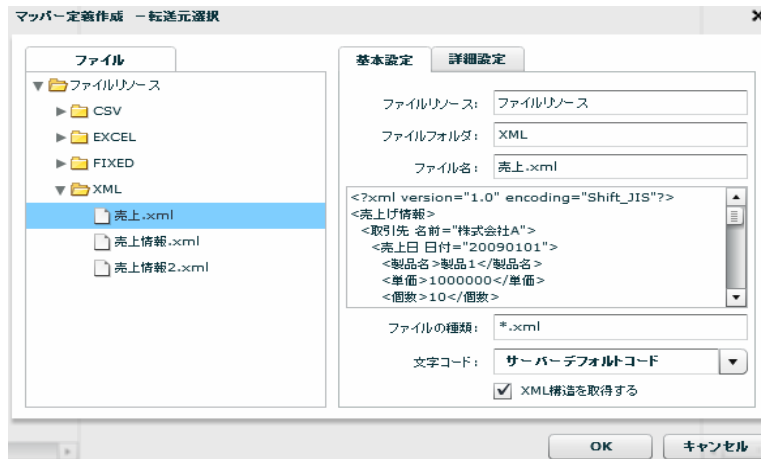 マッパー定義作成 －転送元選択
ファイル
ファイルリソース
CSV
EXCEL
FIXED
XML
売上.xml
売上情報.xml
売上情報2.xml
基本設定 詳細設定
ファイルリソース: ファイルリソース
ファイルフォルダ: XML
ファイル名: 売上.xml
<?xml version="1.0" encoding="Shift_JIS"?>
<売上げ情報>
<取引先 名前="株式会社A">
<売上日 日付="20090101">
<製品名>製品1</製品名>
<単価>1000000</単価>
<個数>10</個数>
ファイルの種類: *.xml
文字コード: サーバーデフォルトコード
XML構造を取得する
OK キャンセル